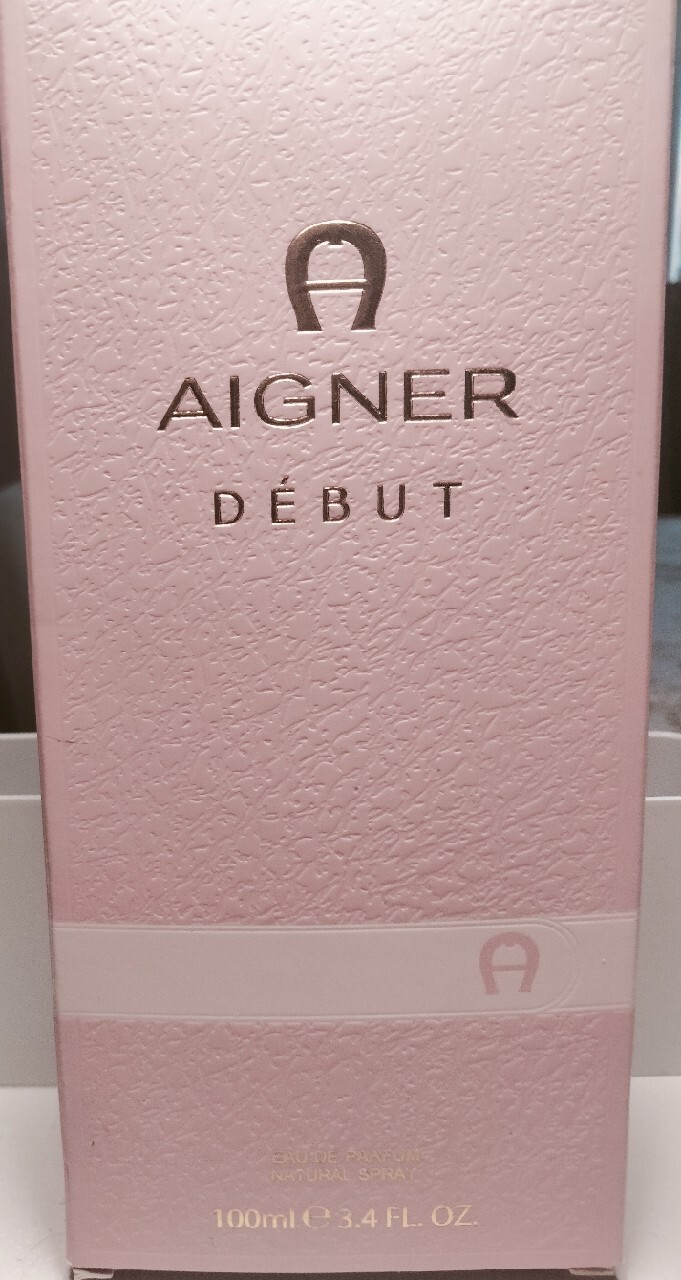 AIGNER
DÉBUT
EAU DE PARFUM
NATURAL SPRAY
100ml ℮ 3.4 FL. OZ.